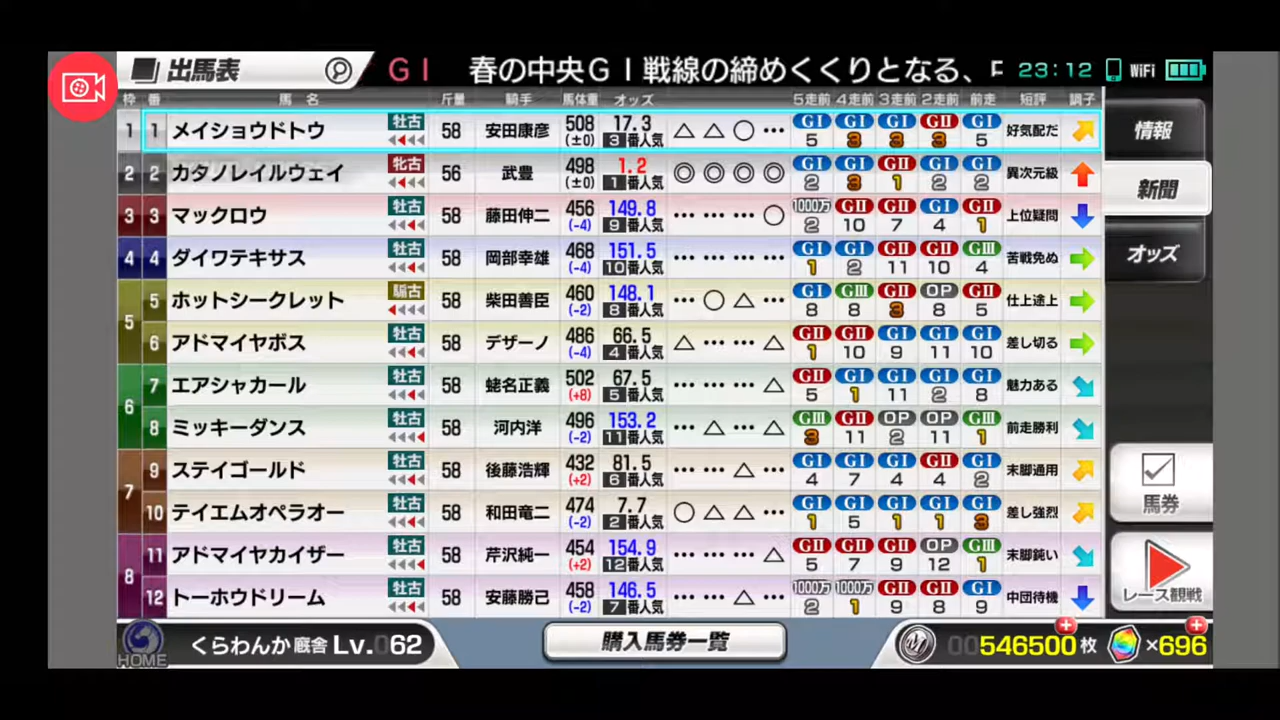 出馬表 GⅠ 春の中央GⅠ戦線の締めくくりとなる、 23:12 WiFi
枠 番 馬 名 斤量 騎手 馬体重 オッズ 5走前 4走前 3走前 2走前 前走 短評 調子
1 1 メイショウドトウ 牡古 58 安田康彦 508 (±0) 17.3 3番人気 △ △ ○ … GⅠ 5 GⅠ 3 GⅠ 3 GⅡ 3 GⅠ 5 好気配だ
2 2 カタノレイルウェイ 牝古 56 武豊 498 (±0) 1.2 1番人気 ◎ ◎ ◎ ◎ GⅠ 2 GⅠ 3 GⅡ 1 GⅠ 2 GⅠ 2 異次元級
3 3 マックロウ 牡古 58 藤田伸二 456 (-4) 149.8 9番人気 … … … ○ 1000万 2 GⅡ 10 GⅡ 7 GⅠ 4 GⅡ 1 上位疑問
4 4 ダイワテキサス 牡古 58 岡部幸雄 468 (-4) 151.5 10番人気 … … … … GⅠ 1 GⅠ 2 GⅡ 11 GⅡ 10 GⅢ 4 苦戦免ぬ
5 5 ホットシークレット 騸古 58 柴田善臣 460 (-2) 148.1 8番人気 … ○ △ … GⅠ 8 GⅢ 8 GⅡ 3 OP 8 GⅡ 5 仕上途上
6 アドマイヤボス 牡古 58 デザーノ 486 (-4) 66.5 4番人気 △ … … △ GⅡ 1 GⅡ 10 GⅠ 9 GⅠ 11 GⅠ 10 差し切る
6 7 エアシャカール 牡古 58 蛯名正義 502 (+8) 67.5 5番人気 … … … △ GⅡ 5 GⅠ 1 GⅠ 11 GⅠ 2 GⅠ 8 魅力ある
8 ミッキーダンス 牡古 58 河内洋 496 (-2) 153.2 11番人気 … △ … △ GⅢ 3 GⅡ 11 OP 2 OP 11 GⅢ 1 前走勝利
7 9 ステイゴールド 牡古 58 後藤浩輝 432 (+2) 81.5 6番人気 … … △ … GⅠ 4 GⅠ 7 GⅠ 4 GⅡ 4 GⅠ 2 末脚通用
10 テイエムオペラオー 牡古 58 和田竜二 474 (-2) 7.7 2番人気 ○ △ △ … GⅠ 1 GⅠ 5 GⅠ 1 GⅠ 1 GⅠ 3 差し強烈
8 11 アドマイヤカイザー 牡古 58 芹沢純一 454 (+2) 154.9 12番人気 … … … △ GⅡ 5 GⅡ 7 GⅡ 9 OP 12 GⅢ 1 末脚鈍い
12 トーホウドリーム 牡古 58 安藤勝己 458 (-2) 146.5 7番人気 … … △ … 1000万 2 1000万 1 GⅡ 9 GⅡ 8 GⅠ 9 中団待機
情報
新聞
オッズ
馬券
レース観戦
HOME くらわんか厩舎 Lv.062 購入馬券一覧 00546500枚 ×696